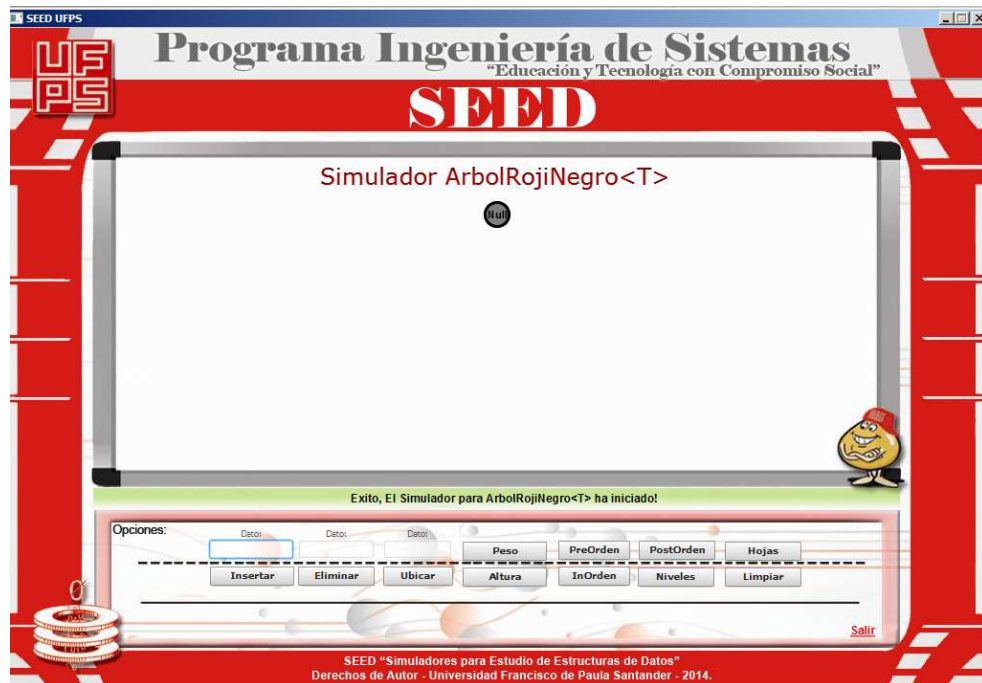 SEED UFPS
UF
PS
Programa Ingeniería de Sistemas
“Educación y Tecnología con Compromiso Social”
SEED
Simulador ArbolRojiNegro<T>
Null
Exito, El Simulador para ArbolRojiNegro<T> ha iniciado!
Opciones:
Dato: Dato: Dato:
Peso PreOrden PostOrden Hojas
Insertar Eliminar Ubicar Altura InOrden Niveles Limpiar
Salir
SEED “Simuladores para Estudio de Estructuras de Datos”
Derechos de Autor - Universidad Francisco de Paula Santander - 2014.